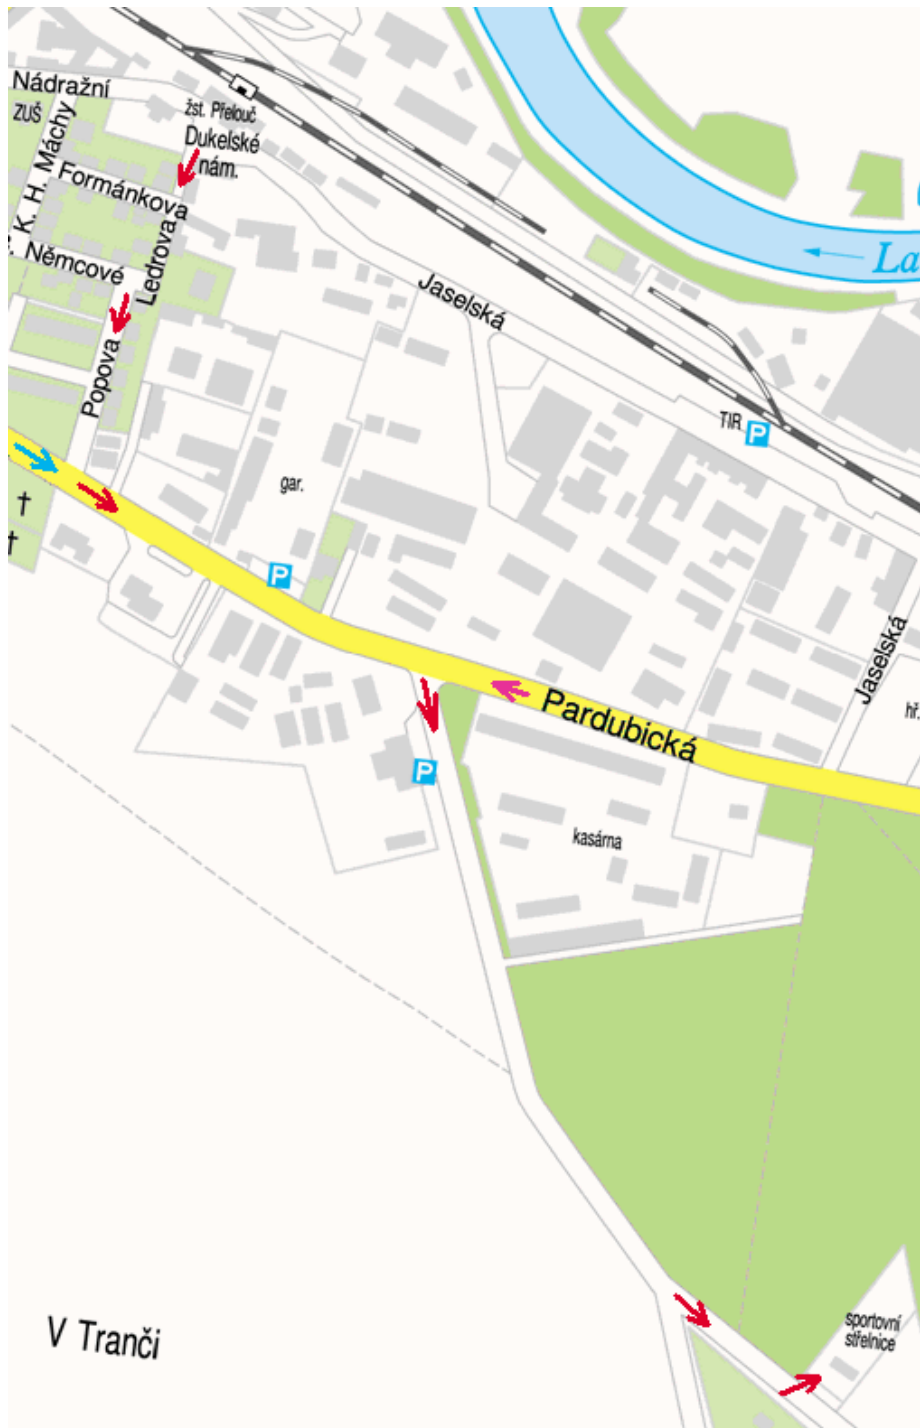 Nádražní
ZUŠ
K. H. Máchy
žst. Přelouč
Dukelské
nám.
Formánkova
Ledrova
Němcové
Popova
Jaselská
La
TIR
P
gar.
P
Jaselská
hř.
Pardubická
P
kasárna
sportovní
střelnice
V Tranči